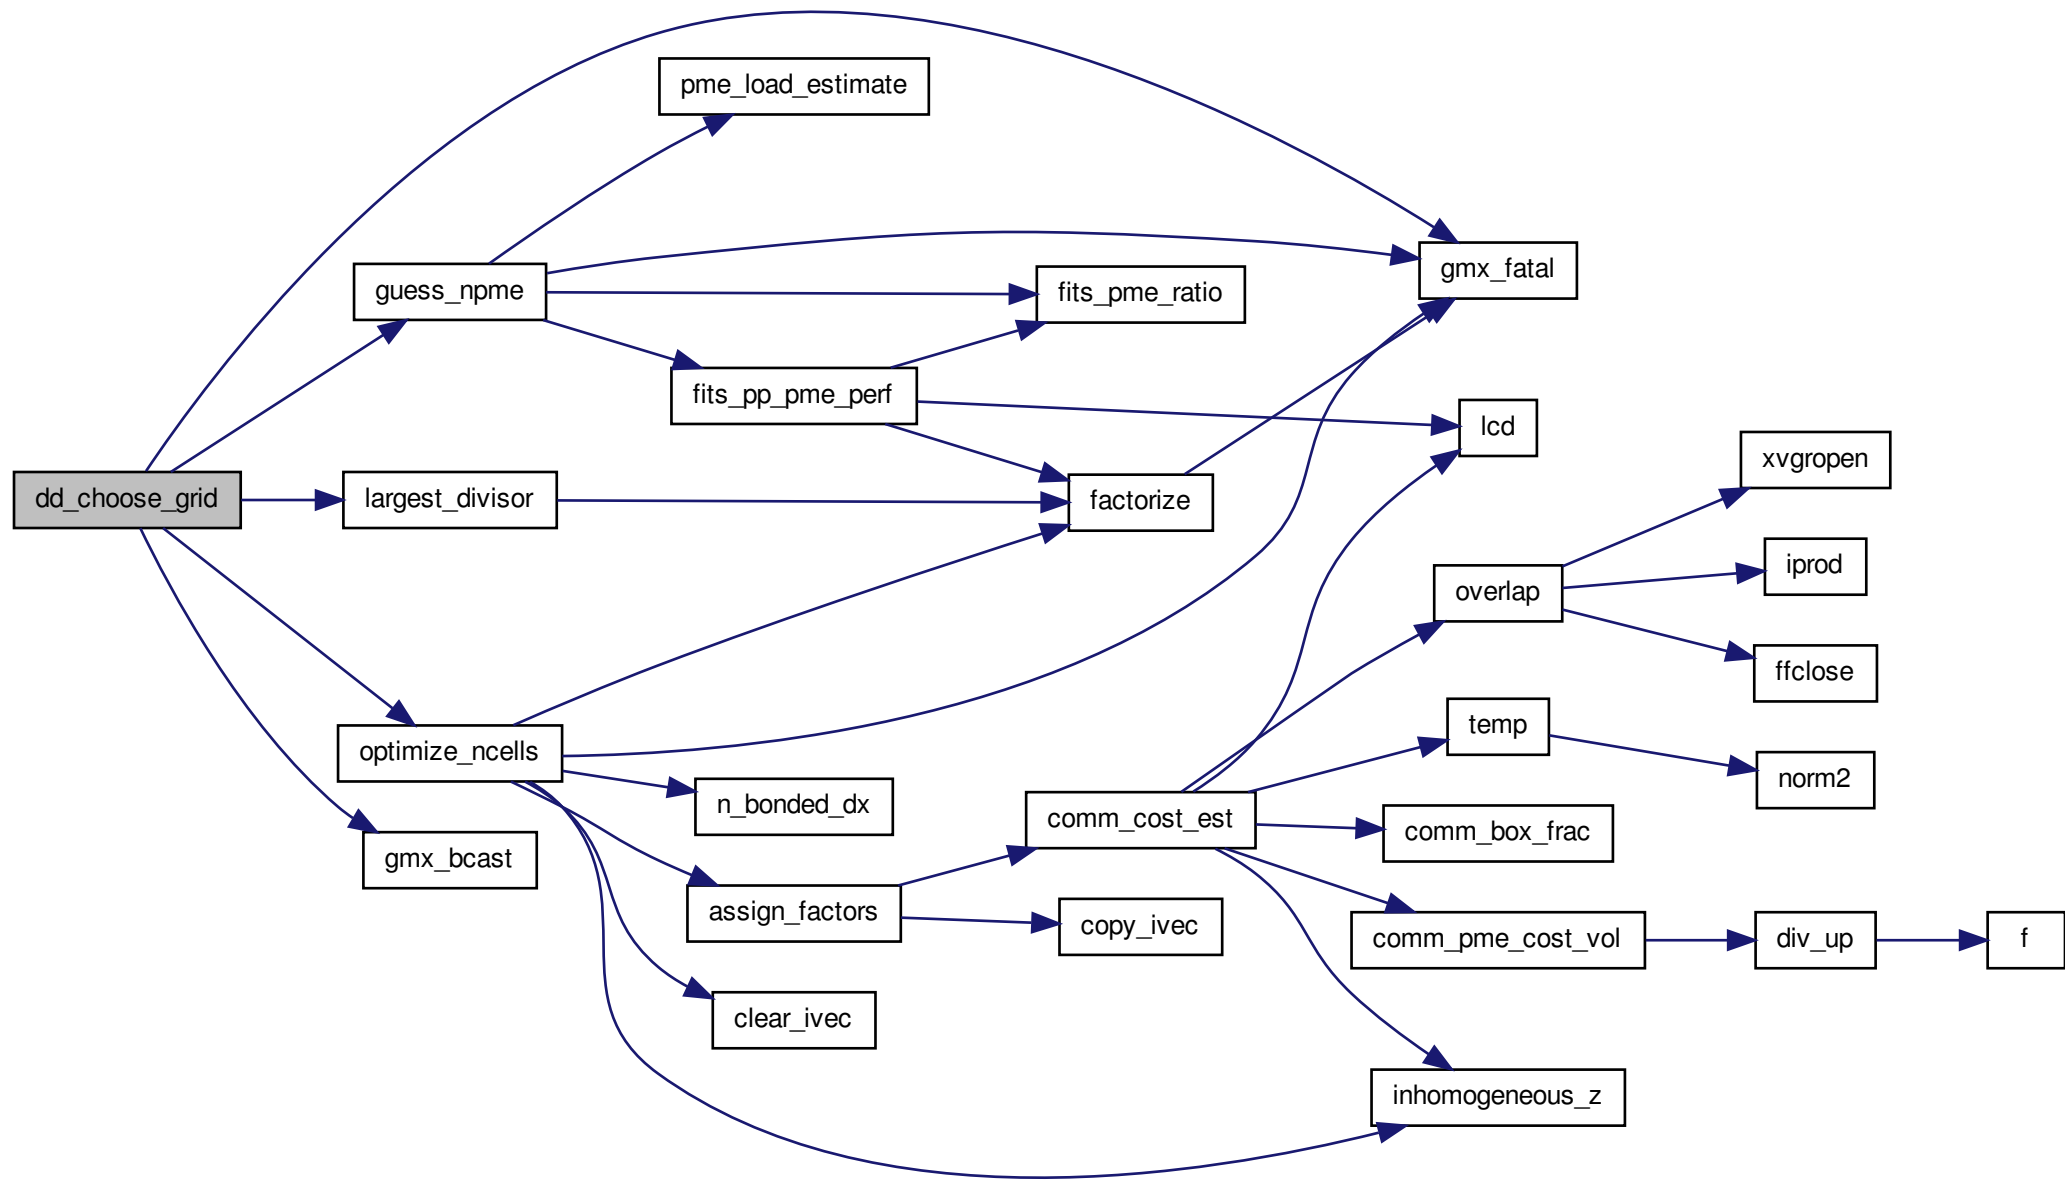 pme_load_estimate
gmx_fatal
guess_npme
fits_pme_ratio
fits_pp_pme_perf
lcd
xvgropen
dd_choose_grid
largest_divisor
factorize
iprod
overlap
ffclose
temp
optimize_ncells
norm2
n_bonded_dx
comm_cost_est
comm_box_frac
gmx_bcast
assign_factors
copy_ivec
comm_pme_cost_vol
div_up
f
clear_ivec
inhomogeneous_z